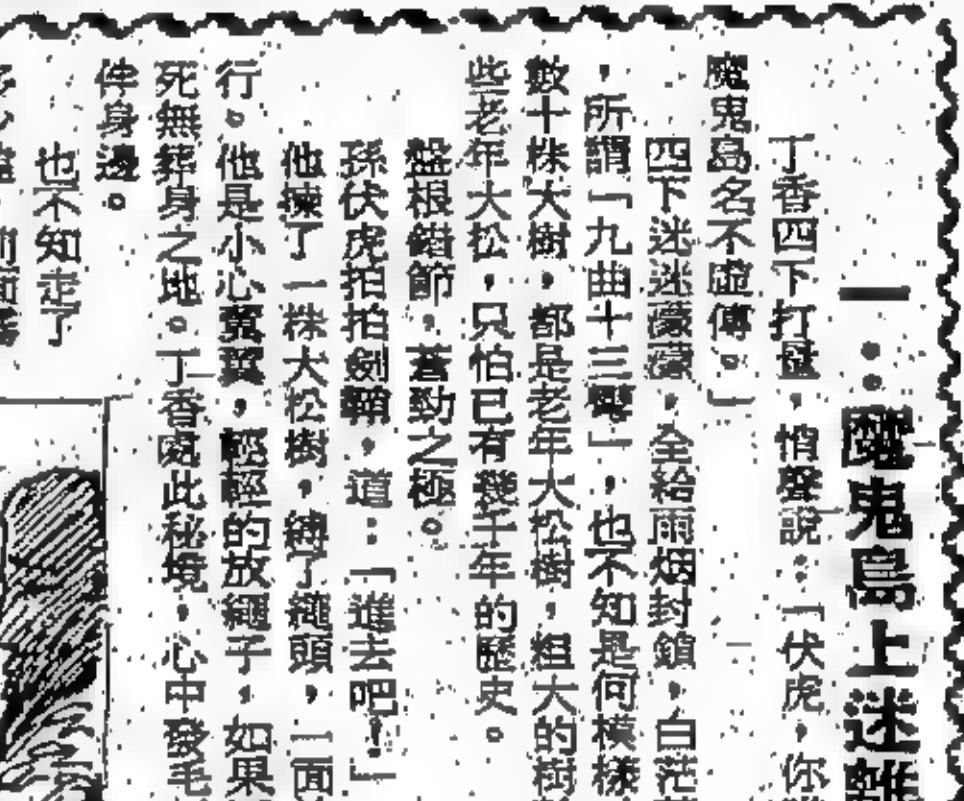 一：魔鬼島上迷離
丁香四下打量，悄聲說：「伏虎，你
魔鬼島名不虛傳。」
四下迷迷濛濛，全給雨烟封鎖，白茫
，所謂「九曲十三彎」，也不知是何模樣
數十株大樹，都是老年大松樹，粗大的樹
些老年大松，只怕已有幾千年的歷史。
盤根錯節，蒼勁之極。
孫伏虎拍拍劍鞘，道：「進去吧！」
他揀了一株大松樹，縛了繩頭，一面
行。他是小心翼翼，輕輕的放繩子，如果
死無葬身之地。丁香處此秘境，心中發毛
伴身邊。
也不知走了